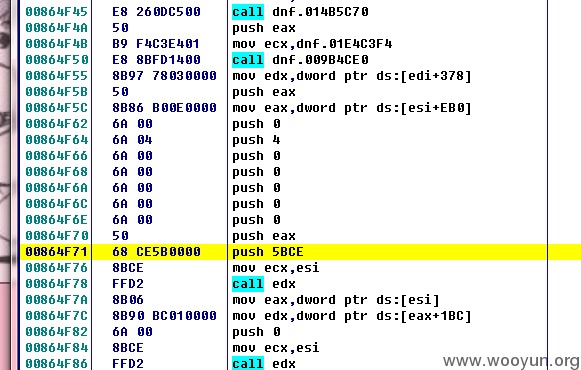 00864F45 E8 260DC500 call dnf.014B5C70
00864F4A 50 push eax
00864F4B B9 F4C3E401 mov ecx,dnf.01E4C3F4
00864F50 E8 8BFD1400 call dnf.009B4CE0
00864F55 8B97 78030000 mov edx,dword ptr ds:[edi+378]
00864F5B 50 push eax
00864F5C 8B86 B00E0000 mov eax,dword ptr ds:[esi+EB0]
00864F62 6A 00 push 0
00864F64 6A 04 push 4
00864F66 6A 00 push 0
00864F68 6A 00 push 0
00864F6A 6A 00 push 0
00864F6C 6A 00 push 0
00864F6E 6A 00 push 0
00864F70 50 push eax
00864F71 68 CE5B0000 push 5BCE
00864F76 8BCE mov ecx,esi
00864F78 FFD2 call edx
00864F7A 8B06 mov eax,dword ptr ds:[esi]
00864F7C 8B90 BC010000 mov edx,dword ptr ds:[eax+1BC]
00864F82 6A 00 push 0
00864F84 8BCE mov ecx,esi
00864F86 FFD2 call edx
www.wooyun.org